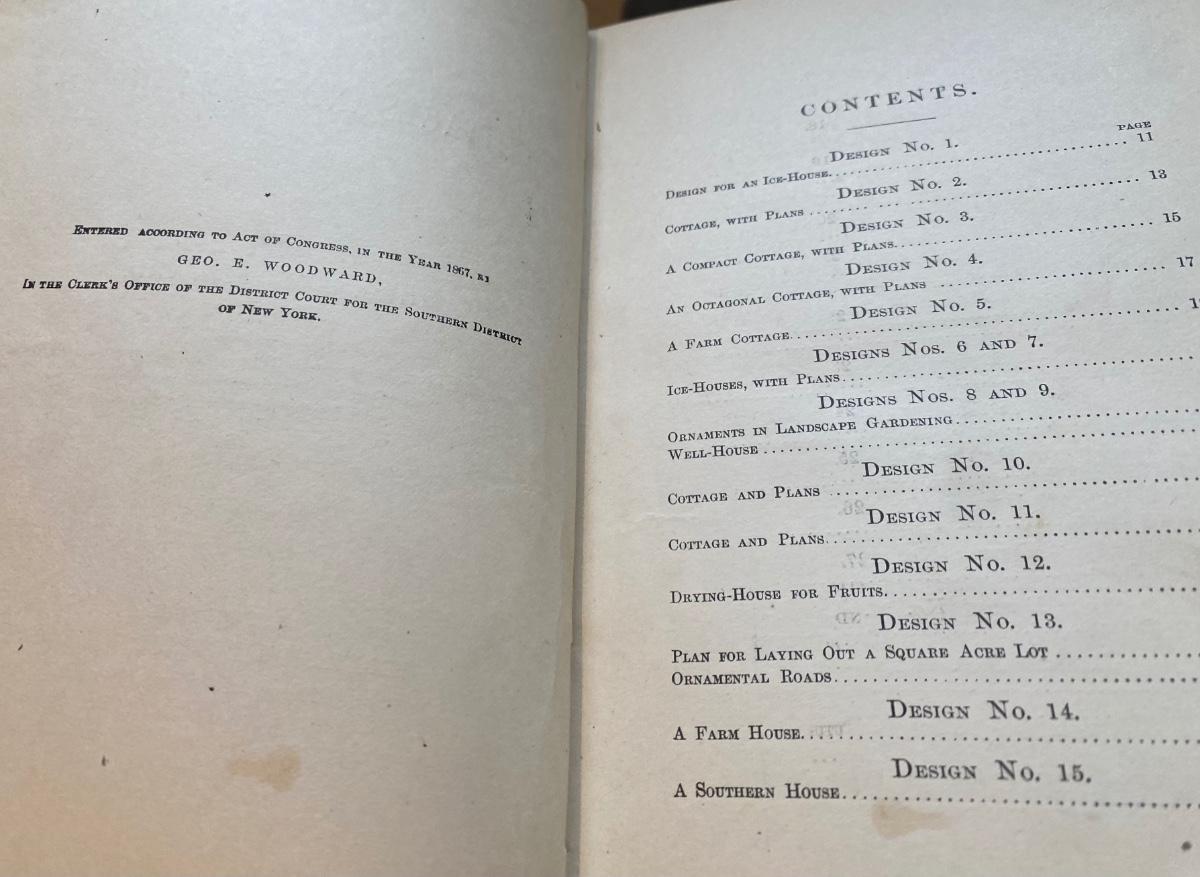 Entered according to Act of Congress, in the Year 1867, by
GEO. E. WOODWARD,
In the Clerk's Office of the District Court for the Southern District
of New York.
CONTENTS.
PAGE
Design No. 1.
Design for an Ice-House.......... 11
Design No. 2.
Cottage, with Plans .......... 13
Design No. 3.
A Compact Cottage, with Plans.......... 15
Design No. 4.
An Octagonal Cottage, with Plans .......... 17
Design No. 5.
A Farm Cottage..........
Designs Nos. 6 and 7.
Ice-Houses, with Plans..........
Designs Nos. 8 and 9.
Ornaments in Landscape Gardening..........
Well-House ..........
Design No. 10.
Cottage and Plans ..........
Design No. 11.
Cottage and Plans..........
Design No. 12.
Drying-House for Fruits..........
Design No. 13.
Plan for Laying Out a Square Acre Lot ..........
Ornamental Roads..........
Design No. 14.
A Farm House..........
Design No. 15.
A Southern House..........